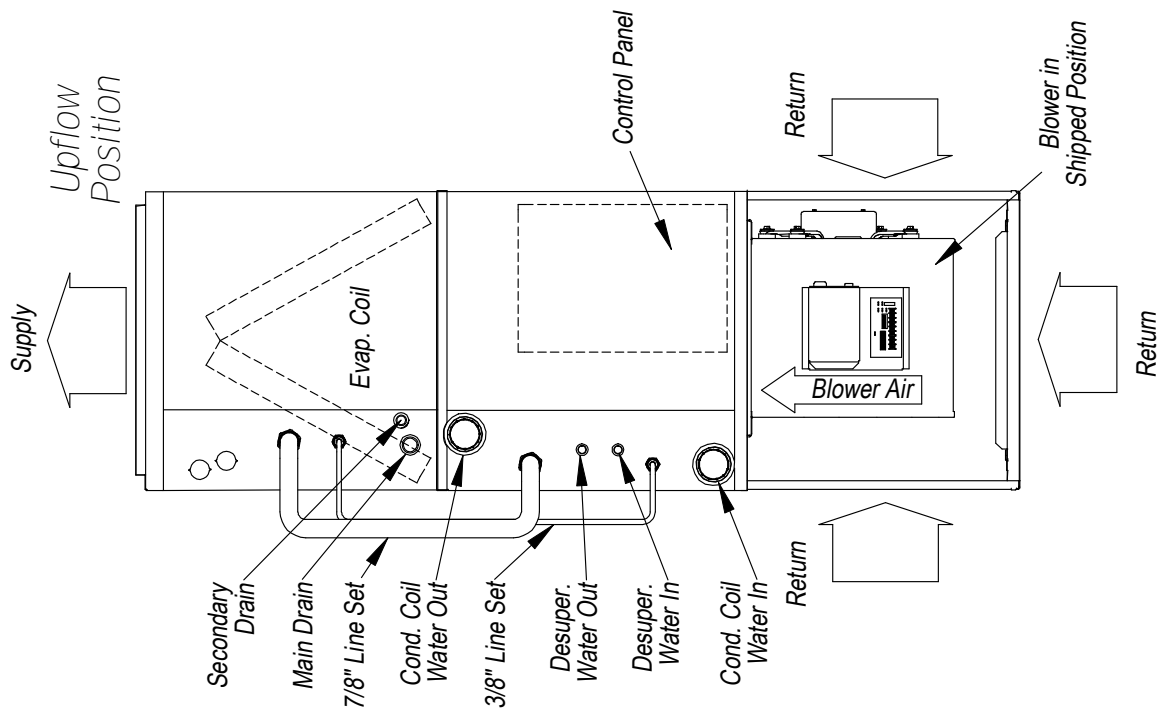 Upflow
Position
Supply
Evap. Coil
Control Panel
Return
Blower in
Shipped Position
Blower Air
Return
Return
Secondary
Drain
Main Drain
7/8" Line Set
Cond. Coil
Water Out
3/8" Line Set
Desuper.
Water Out
Desuper.
Water In
Cond. Coil
Water In